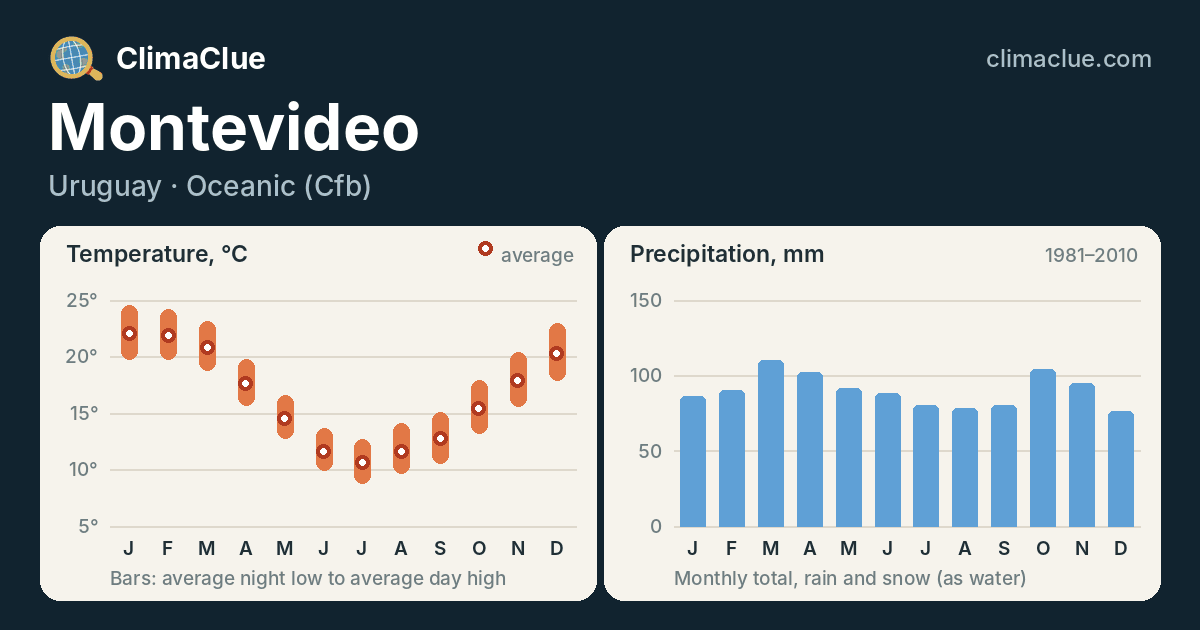 ClimaClue
climaclue.com
Montevideo
Uruguay · Oceanic (Cfb)
Temperature, °C
average
25°
20°
15°
10°
5°
J F M A M J J A S O N D
Bars: average night low to average day high
Precipitation, mm
1981–2010
150
100
50
0
J F M A M J J A S O N D
Monthly total, rain and snow (as water)